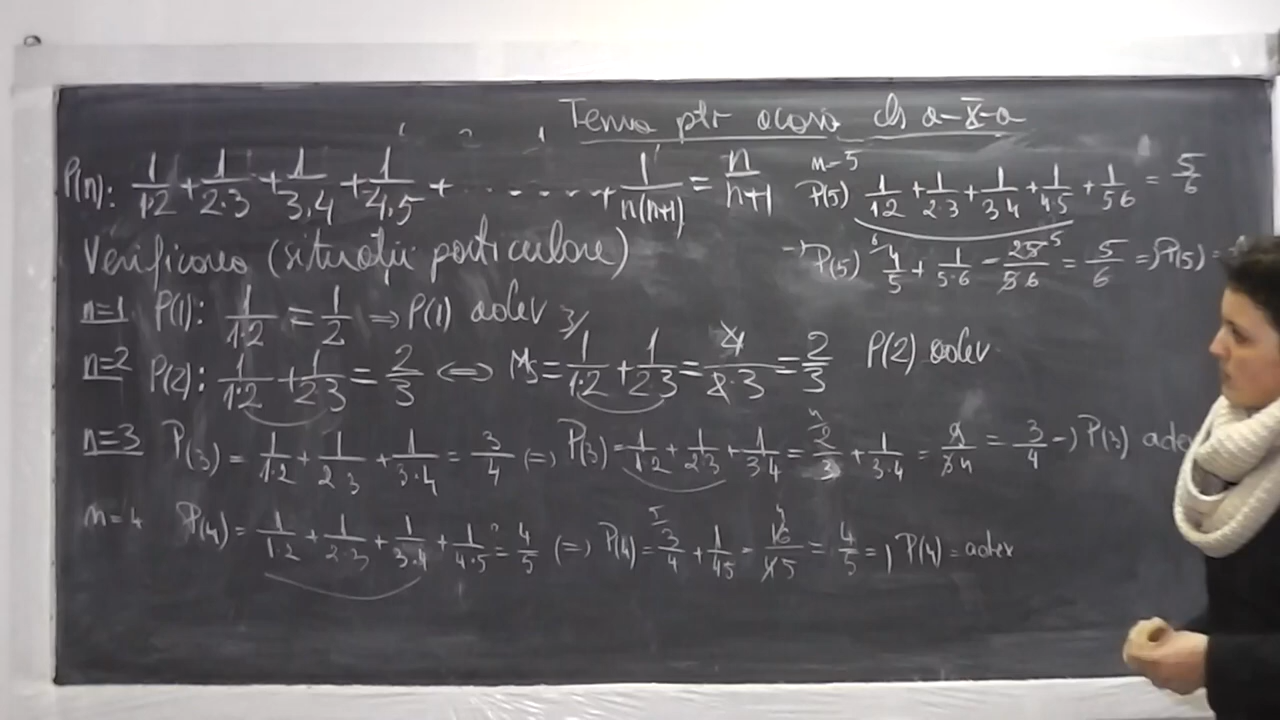 Tema ptr acasă cls a-X-a
P(n): 1/1·2 + 1/2·3 + 1/3·4 + 1/4·5 + ....... + 1/n(n+1) = n/n+1
Verificarea (situații particulare)
n=1 P(1): 1/1·2 = 1/2 ⇒ P(1) adev
n=2 P(2): 1/1·2 + 1/2·3 = 2/3 ⇔ Ms = 3/ 1/1·2 + 1/2·3 = 4/2·3 = 2/3 P(2) adev.
n=3 P(3) = 1/1·2 + 1/2·3 + 1/3·4 = 3/4 (=) P(3) = 1/1·2 + 1/2·3 + 1/3·4 = 2/3 + 1/3·4 = 9/3·4 = 3/4 → P(3) adev
n=4 P(4) = 1/1·2 + 1/2·3 + 1/3·4 + 1/4·5 ?= 4/5 (=) P(4) = 3/4 + 1/4·5 = 16/4·5 = 4/5 =) P(4) = adev
n=5
P(5) 1/1·2 + 1/2·3 + 1/3·4 + 1/4·5 + 1/5·6 = 5/6
→ P(5) 4/5 + 1/5·6 = 25/5·6 = 5/6 =) P(5) =